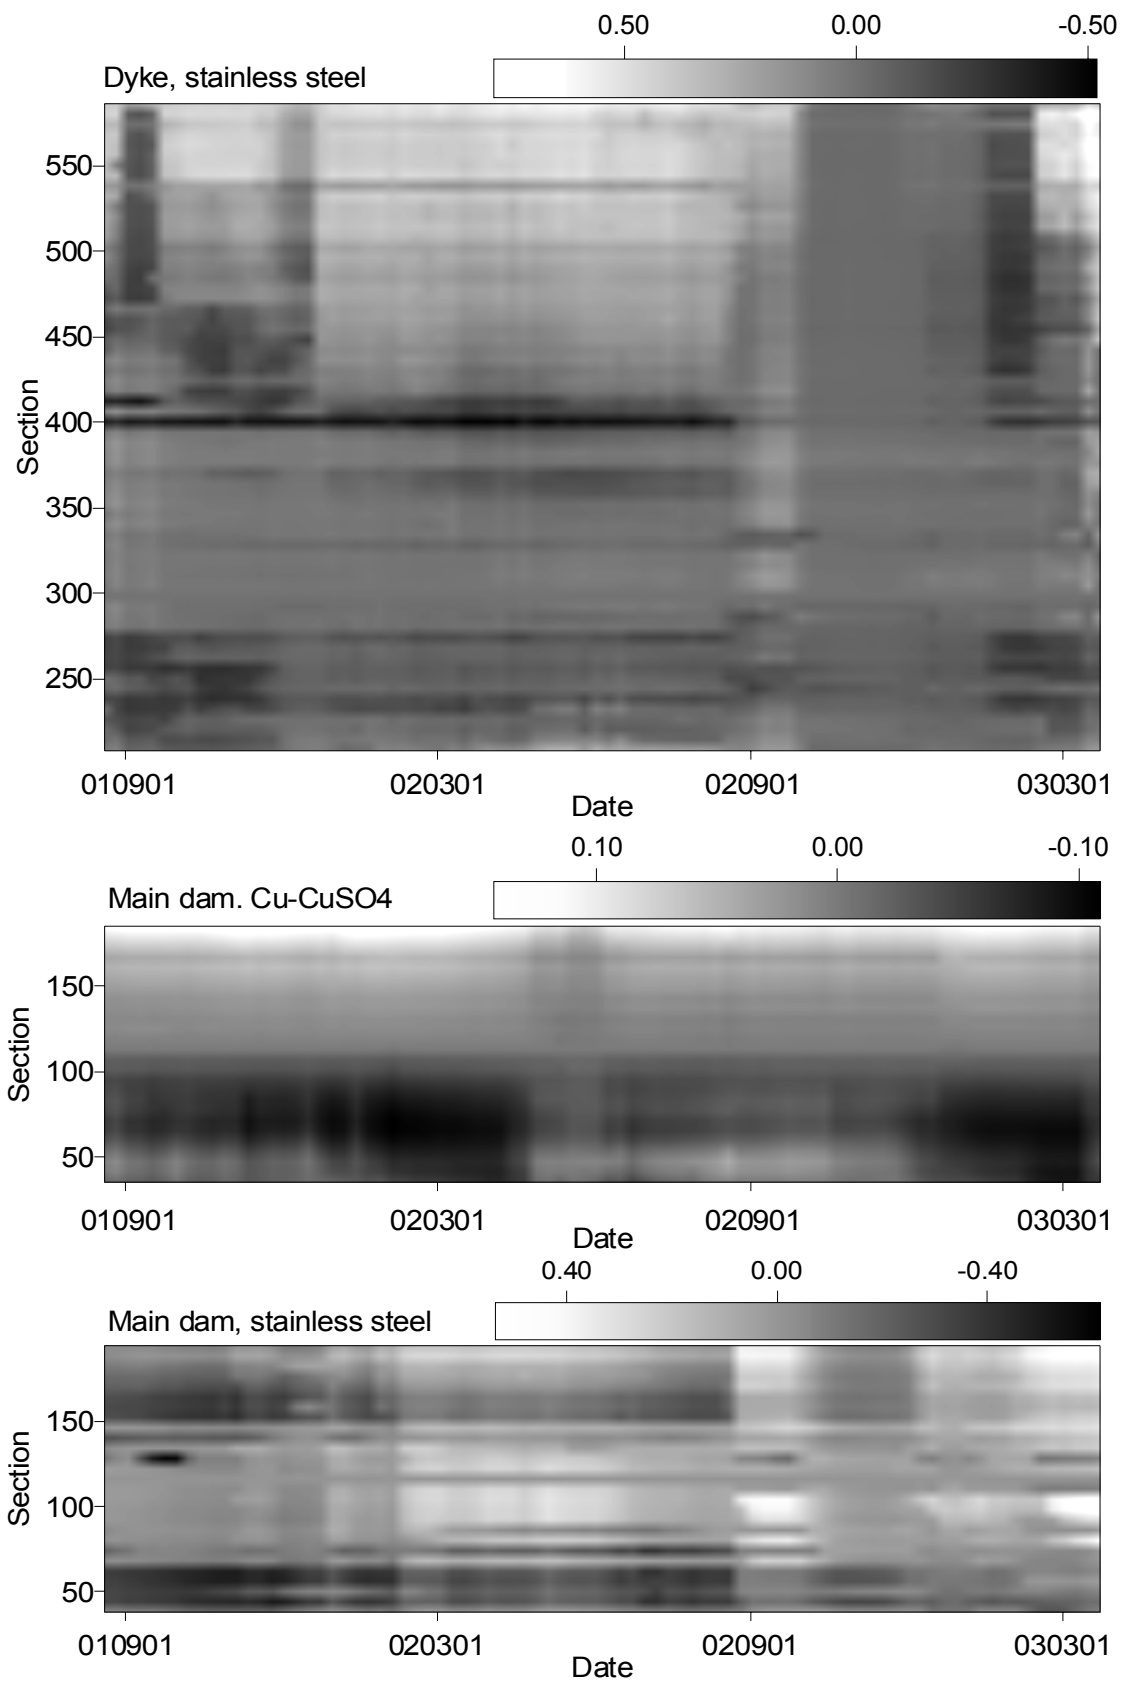 0.50 0.00 -0.50
Dyke, stainless steel
550
500
450
400
350
300
250
Section
010901 020301 020901 030301
Date
0.10 0.00 -0.10
Main dam. Cu-CuSO4
150
100
50
Section
010901 020301 020901 030301
Date
0.40 0.00 -0.40
Main dam, stainless steel
150
100
50
Section
010901 020301 020901 030301
Date